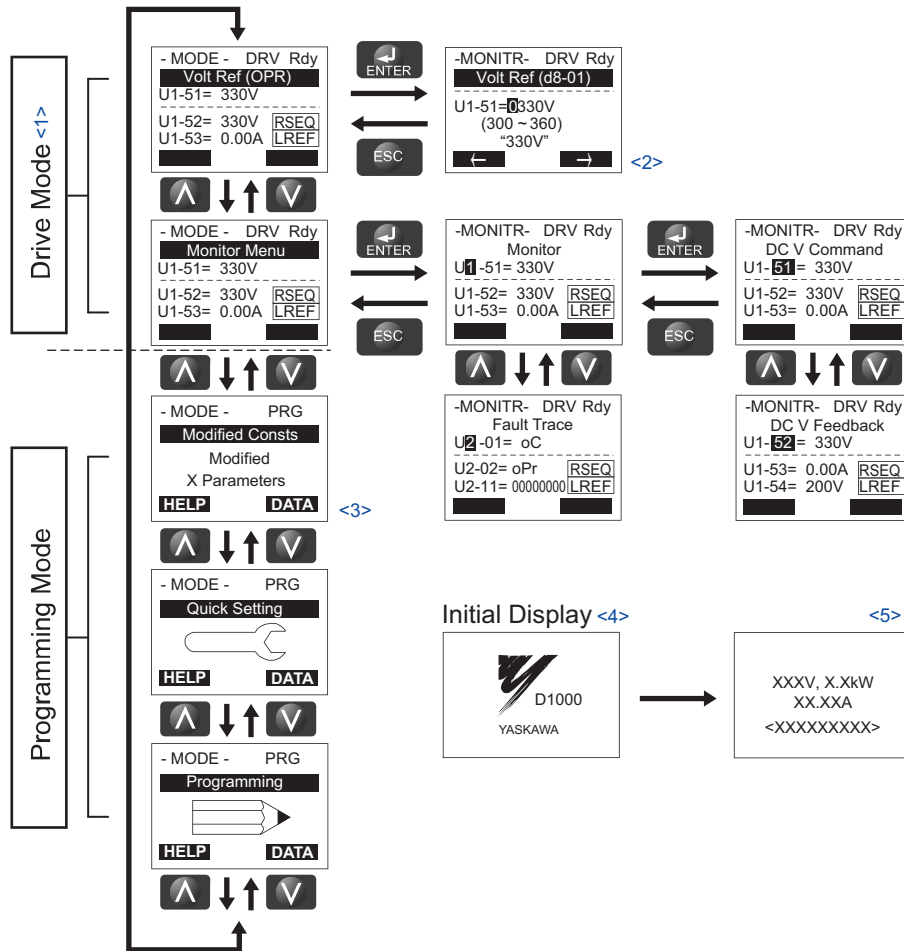 Drive Mode <1>
- MODE - DRV Rdy
Volt Ref (OPR)
U1-51= 330V
U1-52= 330V RSEQ
U1-53= 0.00A LREF
ENTER
ESC
-MONITR- DRV Rdy
Volt Ref (d8-01)
U1-51=0330V
(300 ~ 360)
“330V”
← →
<2>
- MODE - DRV Rdy
Monitor Menu
U1-51= 330V
U1-52= 330V RSEQ
U1-53= 0.00A LREF
ENTER
ESC
-MONITR- DRV Rdy
Monitor
U1 -51= 330V
U1-52= 330V RSEQ
U1-53= 0.00A LREF
ENTER
ESC
-MONITR- DRV Rdy
DC V Command
U1- 51 = 330V
U1-52= 330V RSEQ
U1-53= 0.00A LREF
-MONITR- DRV Rdy
Fault Trace
U2 -01= oC
U2-02= oPr RSEQ
U2-11= 00000000 LREF
-MONITR- DRV Rdy
DC V Feedback
U1- 52 = 330V
U1-53= 0.00A RSEQ
U1-54= 200V LREF
Programming Mode
- MODE - PRG
Modified Consts
Modified
X Parameters
HELP DATA
<3>
- MODE - PRG
Quick Setting
HELP DATA
- MODE - PRG
Programming
HELP DATA
Initial Display <4>
D1000
YASKAWA
<5>
XXXV, X.XkW
XX.XXA
<XXXXXXXXX>